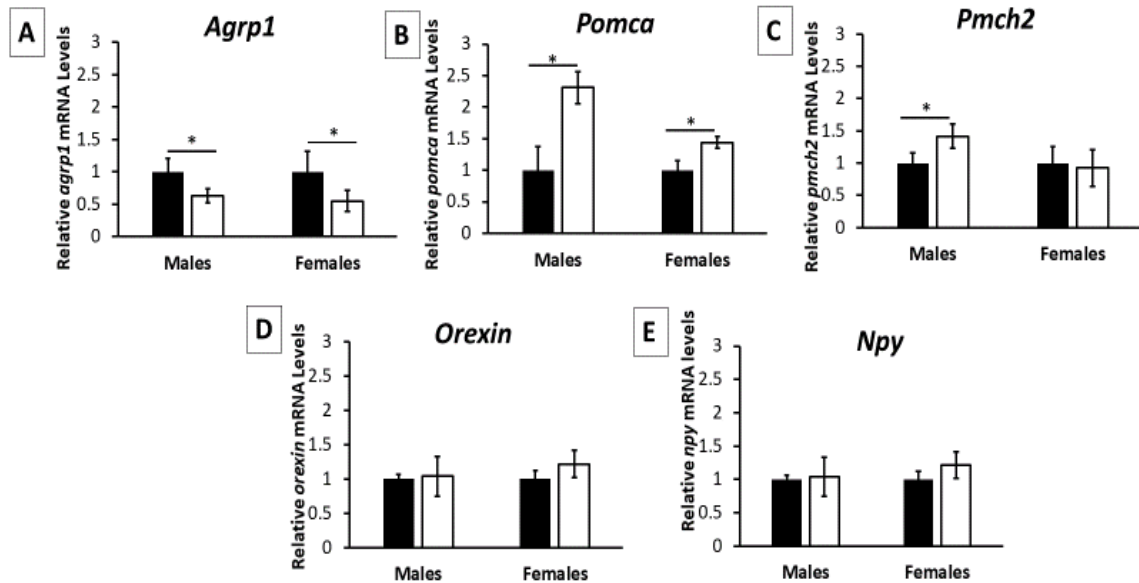 A
Agrp1
Relative agrp1 mRNA Levels
3
2.5
2
1.5
1
0.5
0
*
*
Males
Females
B
Pomca
Relative pomca mRNA Levels
3
2.5
2
1.5
1
0.5
0
*
*
Males
Females
C
Pmch2
Relative pmch2 mRNA Levels
3
2.5
2
1.5
1
0.5
0
*
Males
Females
D
Orexin
Relative orexin mRNA Levels
3
2.5
2
1.5
1
0.5
0
Males
Females
E
Npy
Relative npy mRNA levels
3
2.5
2
1.5
1
0.5
0
Males
Females